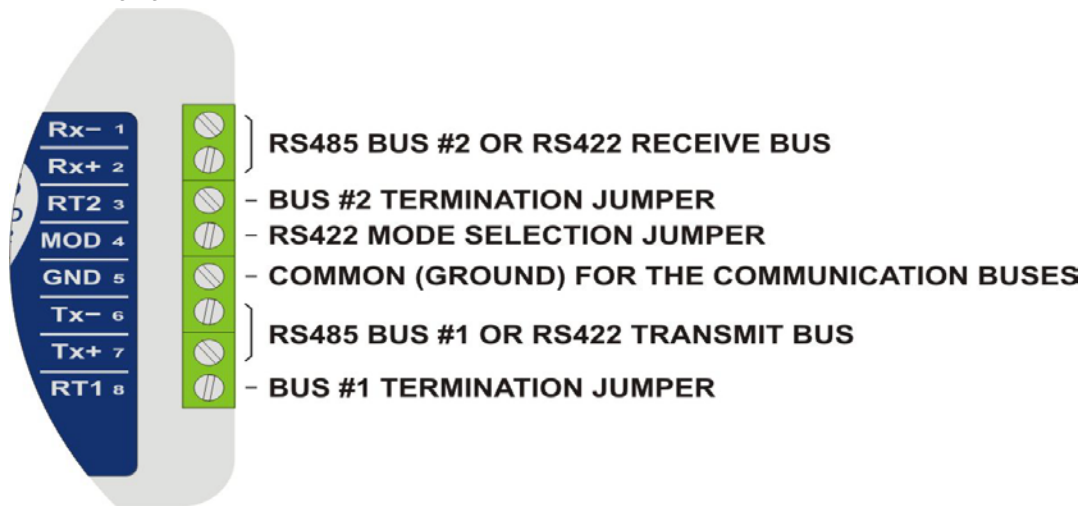 Rx– 1
Rx+ 2
RT2 3
MOD 4
GND 5
Tx– 6
Tx+ 7
RT1 8
RS485 BUS #2 OR RS422 RECEIVE BUS
– BUS #2 TERMINATION JUMPER
– RS422 MODE SELECTION JUMPER
– COMMON (GROUND) FOR THE COMMUNICATION BUSES
RS485 BUS #1 OR RS422 TRANSMIT BUS
– BUS #1 TERMINATION JUMPER